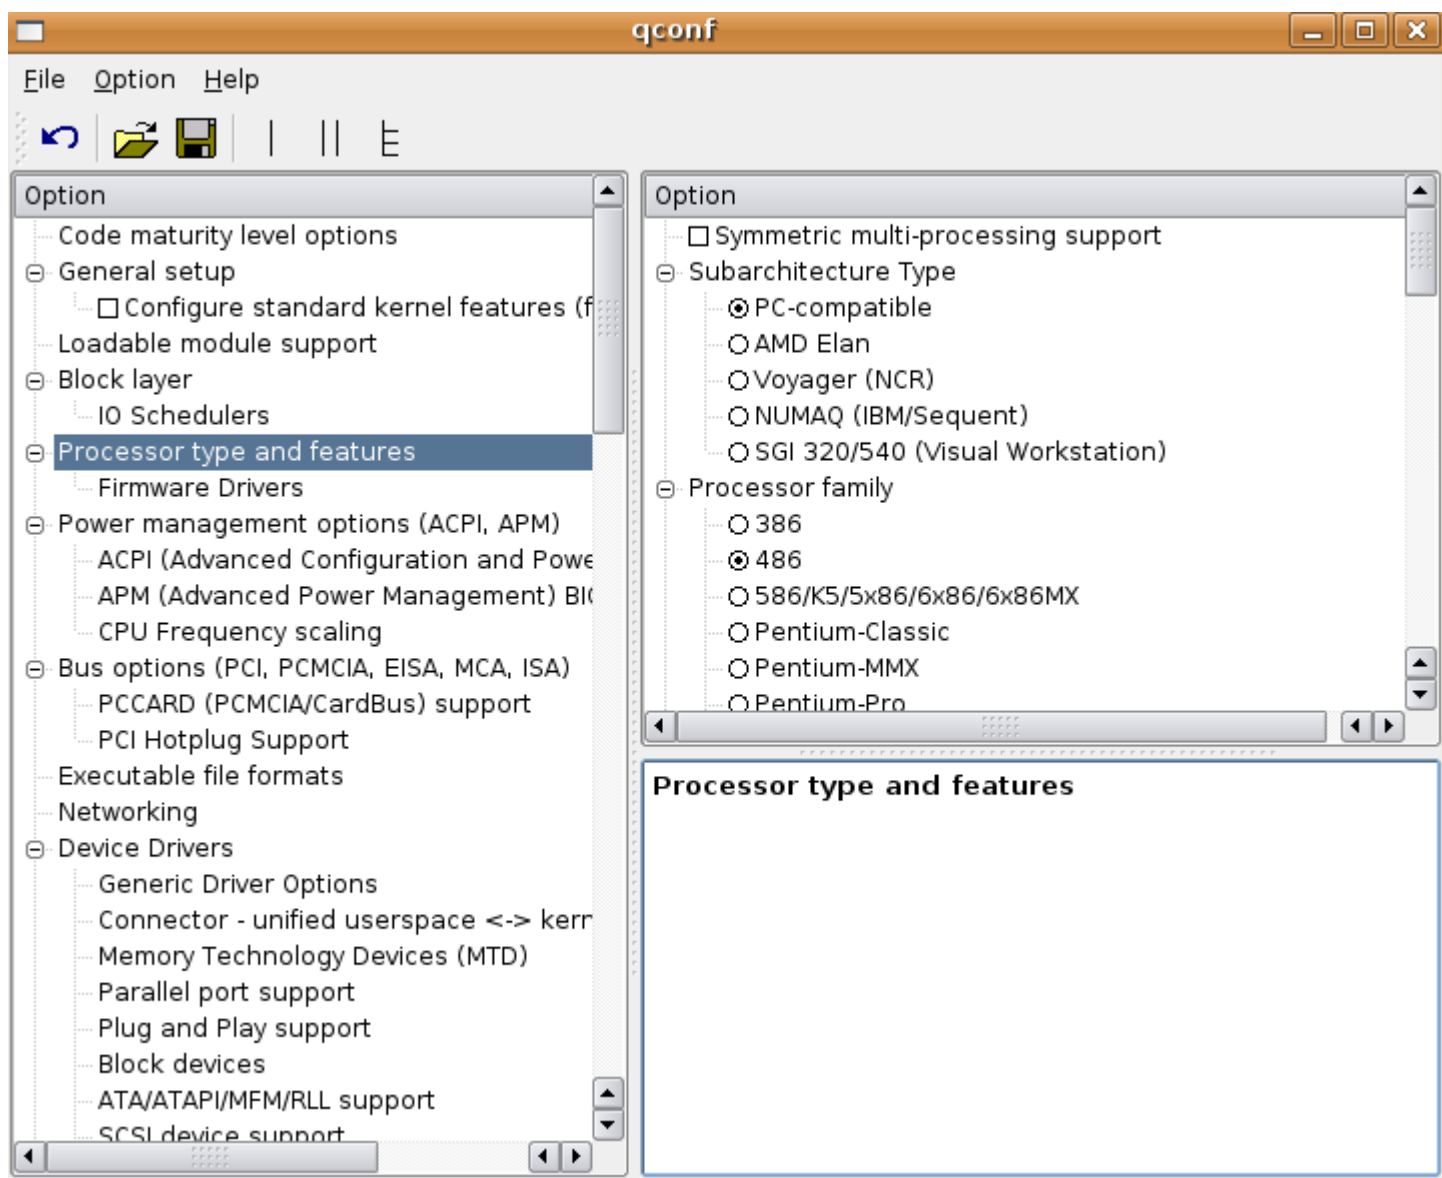 qconf
File Option Help
Option
Code maturity level options
General setup
Configure standard kernel features (f
Loadable module support
Block layer
IO Schedulers
Processor type and features
Firmware Drivers
Power management options (ACPI, APM)
ACPI (Advanced Configuration and Powe
APM (Advanced Power Management) BI
CPU Frequency scaling
Bus options (PCI, PCMCIA, EISA, MCA, ISA)
PCCARD (PCMCIA/CardBus) support
PCI Hotplug Support
Executable file formats
Networking
Device Drivers
Generic Driver Options
Connector - unified userspace <-> kern
Memory Technology Devices (MTD)
Parallel port support
Plug and Play support
Block devices
ATA/ATAPI/MFM/RLL support
SCSI device support
Option
Symmetric multi-processing support
Subarchitecture Type
PC-compatible
AMD Elan
Voyager (NCR)
NUMAQ (IBM/Sequent)
SGI 320/540 (Visual Workstation)
Processor family
386
486
586/K5/5x86/6x86/6x86MX
Pentium-Classic
Pentium-MMX
Pentium-Pro
Processor type and features